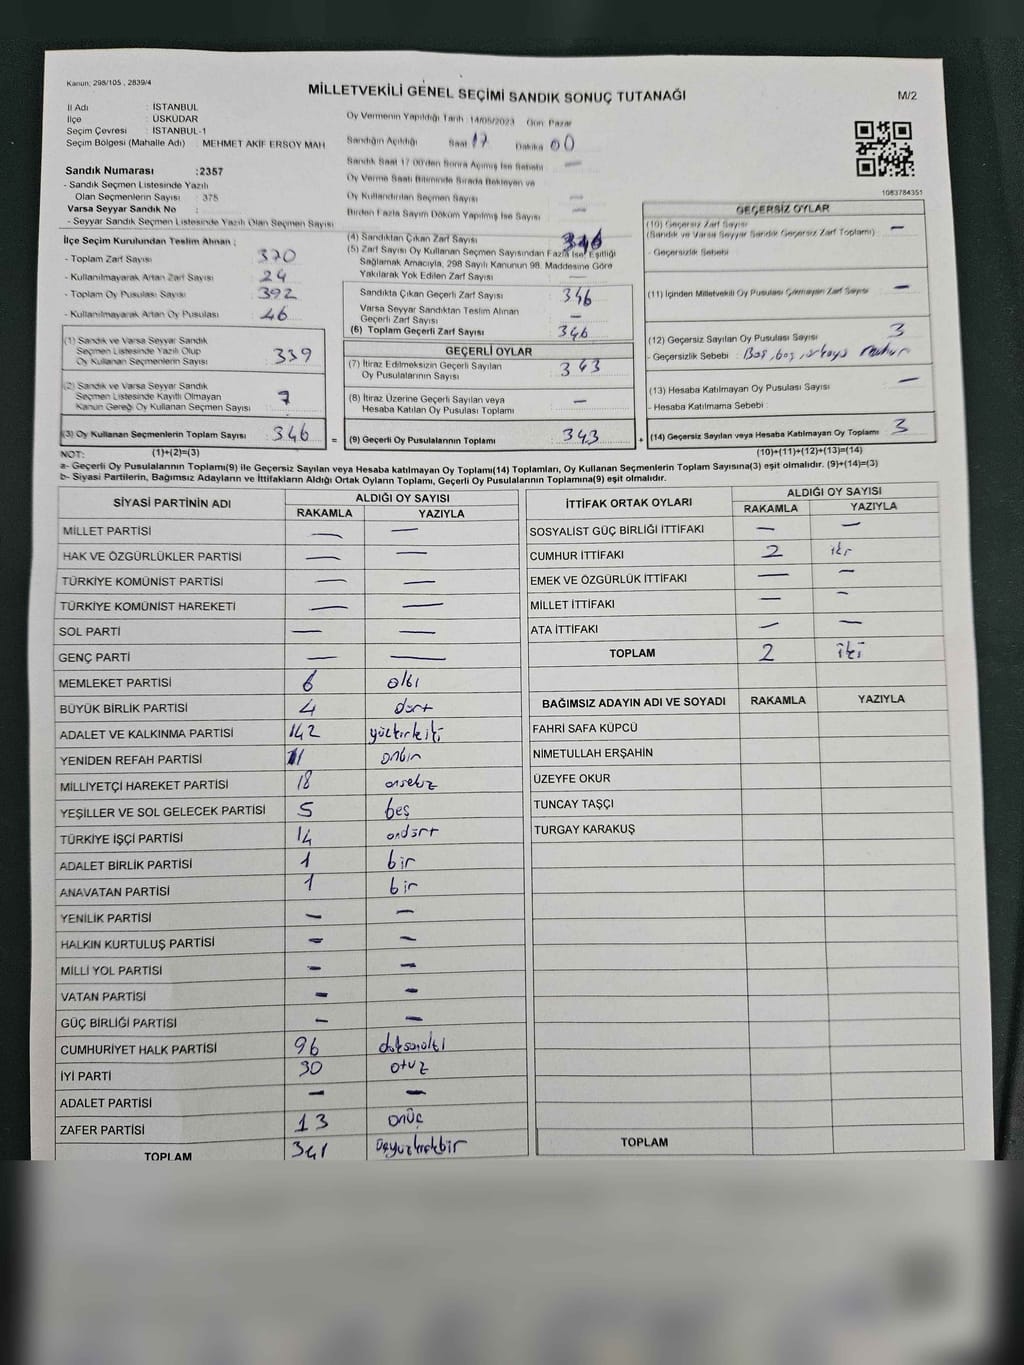 Kanun: 298/105 , 2839/4
MİLLETVEKİLİ GENEL SEÇİMİ SANDIK SONUÇ TUTANAĞI
M/2
İl Adı : İSTANBUL
İlçe : ÜSKÜDAR
Seçim Çevresi : İSTANBUL-1
Seçim Bölgesi (Mahalle Adı) : MEHMET AKİF ERSOY MAH
Sandık Numarası :2357
- Sandık Seçmen Listesinde Yazılı
Olan Seçmenlerin Sayısı : 375
Varsa Seyyar Sandık No :
- Seyyar Sandık Seçmen Listesinde Yazılı Olan Seçmen Sayısı
Oy Vermenin Yapıldığı Tarih 14/05/2023 Gün Pazar
Sandığın Açıldığı Saat 17 Dakika 00
Sandık Saat 17:00'den Sonra Açılmış İse Sebebi —
Oy Verme Saati Bitiminde Sırada Bekleyen ve
Oy Kullandırılan Seçmen Sayısı —
Birden Fazla Sayım Döküm Yapılmış İse Sayısı —
1083784351
İlçe Seçim Kurulundan Teslim Alınan ;
- Toplam Zarf Sayısı 370
- Kullanılmayarak Artan Zarf Sayısı 24
- Toplam Oy Pusulası Sayısı 392
- Kullanılmayarak Artan Oy Pusulası 46
(1) Sandık ve Varsa Seyyar Sandık
Seçmen Listesinde Yazılı Olup
Oy Kullanan Seçmenlerin Sayısı 339
(2) Sandık ve Varsa Seyyar Sandık
Seçmen Listesinde Kayıtlı Olmayan
Kanun Gereği Oy Kullanan Seçmen Sayısı 7
(3) Oy Kullanan Seçmenlerin Toplam Sayısı 346
(4) Sandıktan Çıkan Zarf Sayısı 346
(5) Zarf Sayısı Oy Kullanan Seçmen Sayısından Fazla İse, Eşitliği
Sağlamak Amacıyla, 298 Sayılı Kanunun 98. Maddesine Göre
Yakılarak Yok Edilen Zarf Sayısı —
Sandıkta Çıkan Geçerli Zarf Sayısı 346
Varsa Seyyar Sandıktan Teslim Alınan
Geçerli Zarf Sayısı —
(6) Toplam Geçerli Zarf Sayısı 346
GEÇERLİ OYLAR
(7) İtiraz Edilmeksizin Geçerli Sayılan
Oy Pusulalarının Sayısı 343
(8) İtiraz Üzerine Geçerli Sayılan veya
Hesaba Katılan Oy Pusulası Toplamı —
= (9) Geçerli Oy Pusulalarının Toplamı 343
GEÇERSİZ OYLAR
(10) Geçersiz Zarf Sayısı —
(Sandık ve Varsa Seyyar Sandık Geçersiz Zarf Toplamı)
- Geçersizlik Sebebi :
(11) İçinden Milletvekili Oy Pusulası Çıkmayan Zarf Sayısı —
(12) Geçersiz Sayılan Oy Pusulası Sayısı 3
- Geçersizlik Sebebi : Boş, boş,
(13) Hesaba Katılmayan Oy Pusulası Sayısı —
- Hesaba Katılmama Sebebi :
+ (14) Geçersiz Sayılan veya Hesaba Katılmayan Oy Toplamı 3
NOT: (1)+(2)=(3)
(10)+(11)+(12)+(13)=(14)
a- Geçerli Oy Pusulalarının Toplamı(9) ile Geçersiz Sayılan veya Hesaba katılmayan Oy Toplamı(14) Toplamları, Oy Kullanan Seçmenlerin Toplam Sayısına(3) eşit olmalıdır. (9)+(14)=(3)
b- Siyasi Partilerin, Bağımsız Adayların ve İttifakların Aldığı Ortak Oyların Toplamı, Geçerli Oy Pusulalarının Toplamına(9) eşit olmalıdır.
SİYASİ PARTİNİN ADI ALDIĞI OY SAYISI
RAKAMLA YAZIYLA
MİLLET PARTİSİ — —
HAK VE ÖZGÜRLÜKLER PARTİSİ — —
TÜRKİYE KOMÜNİST PARTİSİ — —
TÜRKİYE KOMÜNİST HAREKETİ — —
SOL PARTİ — —
GENÇ PARTİ — —
MEMLEKET PARTİSİ 6 altı
BÜYÜK BİRLİK PARTİSİ 4 dört
ADALET VE KALKINMA PARTİSİ 142 yüzkırkiki
YENİDEN REFAH PARTİSİ 11 onbir
MİLLİYETÇİ HAREKET PARTİSİ 18 onsekiz
YEŞİLLER VE SOL GELECEK PARTİSİ 5 beş
TÜRKİYE İŞÇİ PARTİSİ 14 ondört
ADALET BİRLİK PARTİSİ 1 bir
ANAVATAN PARTİSİ 1 bir
YENİLİK PARTİSİ — —
HALKIN KURTULUŞ PARTİSİ — —
MİLLİ YOL PARTİSİ — —
VATAN PARTİSİ — —
GÜÇ BİRLİĞİ PARTİSİ — —
CUMHURİYET HALK PARTİSİ 96 doksanaltı
İYİ PARTİ 30 otuz
ADALET PARTİSİ — —
ZAFER PARTİSİ 13 onüç
TOPLAM 341 üçyüzkırkbir
İTTİFAK ORTAK OYLARI ALDIĞI OY SAYISI
RAKAMLA YAZIYLA
SOSYALİST GÜÇ BİRLİĞİ İTTİFAKI — —
CUMHUR İTTİFAKI 2 iki
EMEK VE ÖZGÜRLÜK İTTİFAKI — —
MİLLET İTTİFAKI — —
ATA İTTİFAKI — —
TOPLAM 2 iki
BAĞIMSIZ ADAYIN ADI VE SOYADI RAKAMLA YAZIYLA
FAHRİ SAFA KÜPCÜ
NİMETULLAH ERŞAHİN
ÜZEYFE OKUR
TUNCAY TAŞÇI
TURGAY KARAKUŞ
TOPLAM